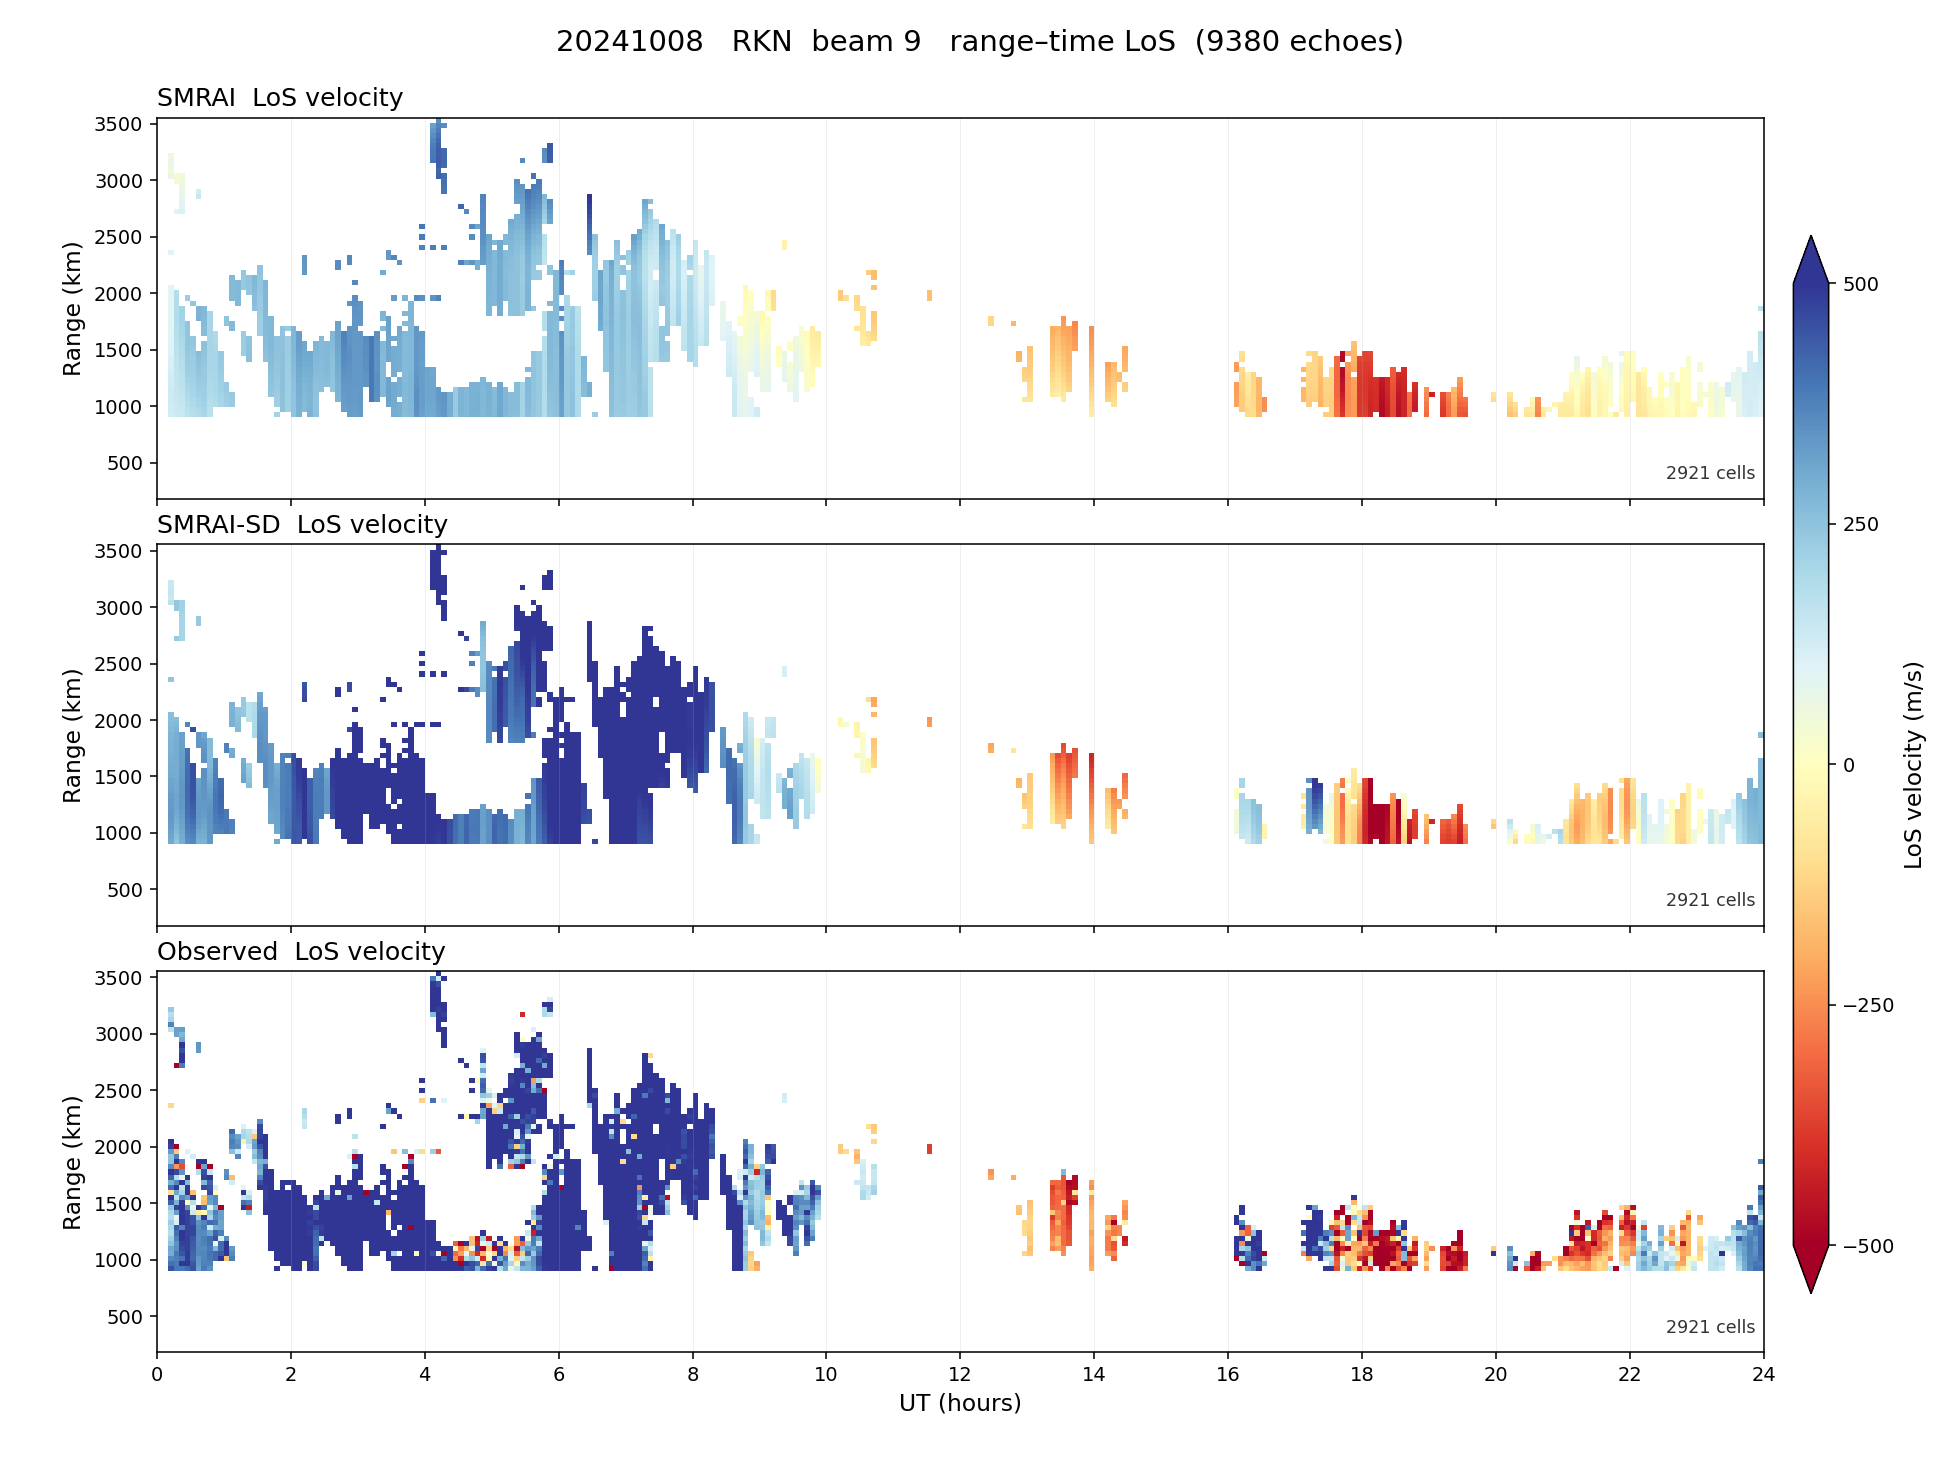 20241008   RKN  beam 9   range–time LoS  (9380 echoes)
SMRAI  LoS velocity
3500
3000
2500
2000
1500
1000
500
Range (km)
2921 cells
SMRAI-SD  LoS velocity
3500
3000
2500
2000
1500
1000
500
Range (km)
2921 cells
Observed  LoS velocity
3500
3000
2500
2000
1500
1000
500
Range (km)
2921 cells
0 2 4 6 8 10 12 14 16 18 20 22 24
UT (hours)
500
250
0
−250
−500
LoS velocity (m/s)